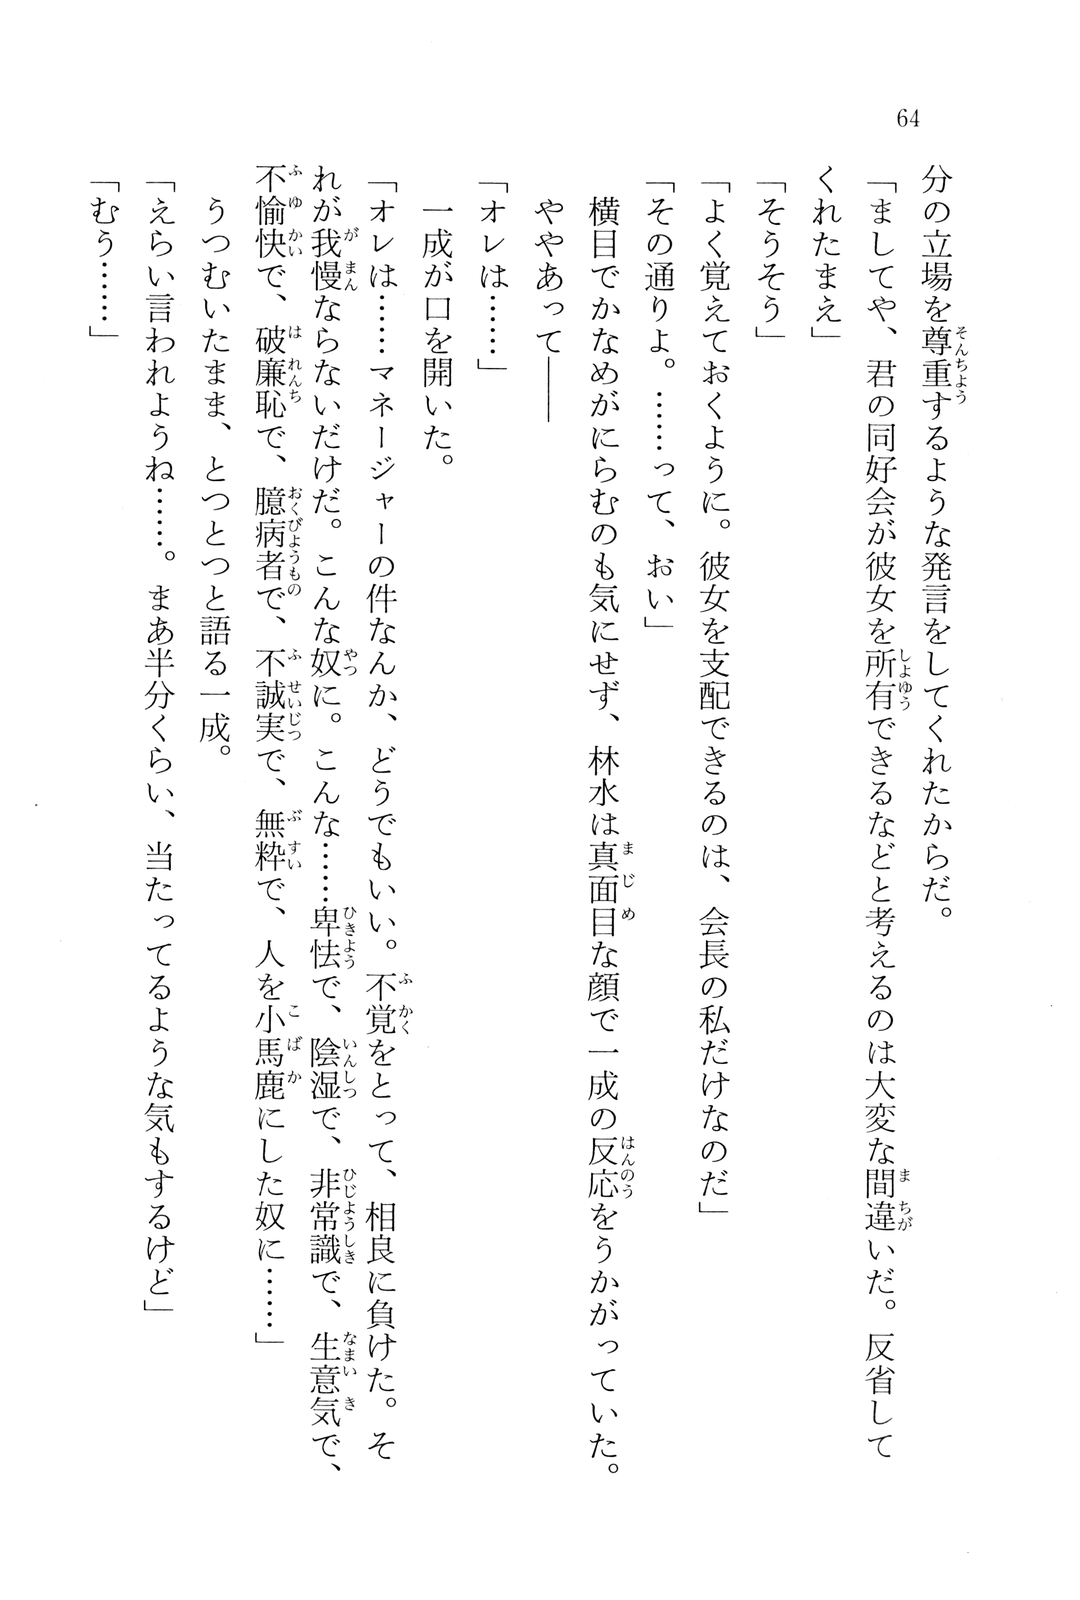 64
分の立場を尊重するような発言をしてくれたからだ。
「ましてや、君の同好会が彼女を所有できるなどと考えるのは大変な間違いだ。反省して
くれたまえ」
「そうそう」
「よく覚えておくように。彼女を支配できるのは、会長の私だけなのだ」
「その通りよ。……って、おい」
横目でかなめがにらむのも気にせず、林水は真面目な顔で一成の反応をうかがっていた。
ややあって――
「オレは……」
一成が口を開いた。
「オレは……マネージャーの件なんか、どうでもいい。不覚をとって、相良に負けた。そ
れが我慢ならないだけだ。こんな奴に。こんな……卑怯で、陰湿で、非常識で、生意気で、
不愉快で、破廉恥で、臆病者で、不誠実で、無粋で、人を小馬鹿にした奴に……」
うつむいたまま、とつとつと語る一成。
「えらい言われようね……。まあ半分くらい、当たってるような気もするけど」
「むう……」